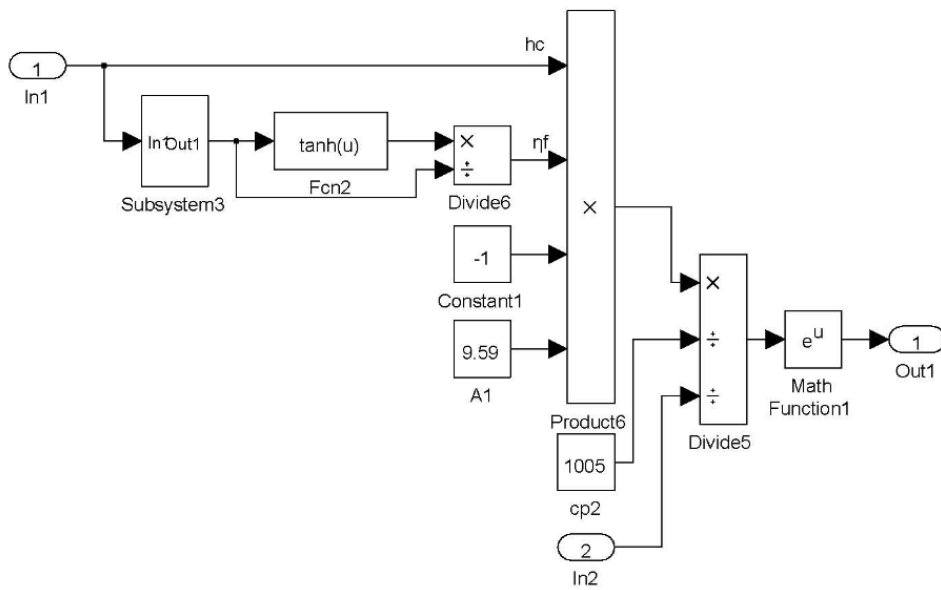 hc
1
In1
In1
Out1
tanh(u)
×
÷
ηf
Subsystem3
Fcn2
Divide6
×
-1
Constant1
9.59
A1
Product6
×
÷
÷
e^u
1
Out1
Math
Function1
Divide5
1005
cp2
2
In2